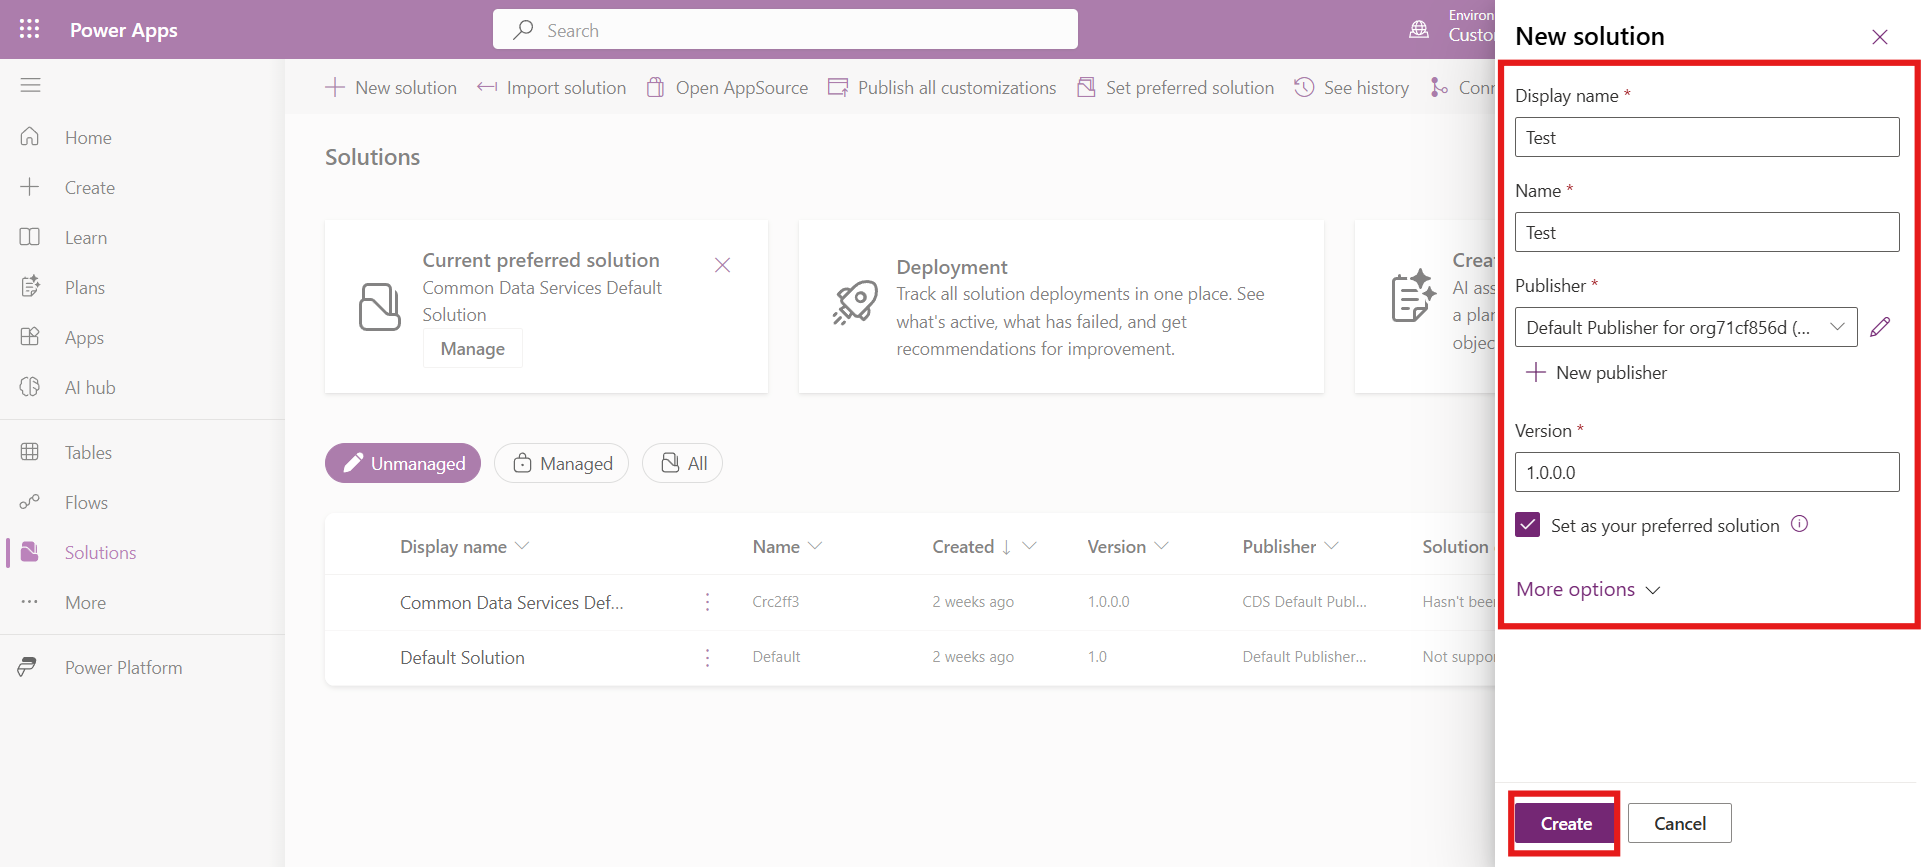 Power Apps
Search
Environ
Custo
New solution
Import solution
Open AppSource
Publish all customizations
Set preferred solution
See history
Conn
Home
Create
Learn
Plans
Apps
AI hub
Tables
Flows
Solutions
More
Power Platform
Solutions
Current preferred solution
Common Data Services Default
Solution
Manage
Deployment
Track all solution deployments in one place. See
what's active, what has failed, and get
recommendations for improvement.
Crea
AI ass
a plan
objec
Unmanaged
Managed
All
Display name Name Created Version Publisher Solution
Common Data Services Def... Crc2ff3 2 weeks ago 1.0.0.0 CDS Default Publ... Hasn't bee
Default Solution Default 2 weeks ago 1.0 Default Publisher... Not suppo
New solution
Display name *
Test
Name *
Test
Publisher *
Default Publisher for org71cf856d (...
New publisher
Version *
1.0.0.0
Set as your preferred solution
More options
Create
Cancel